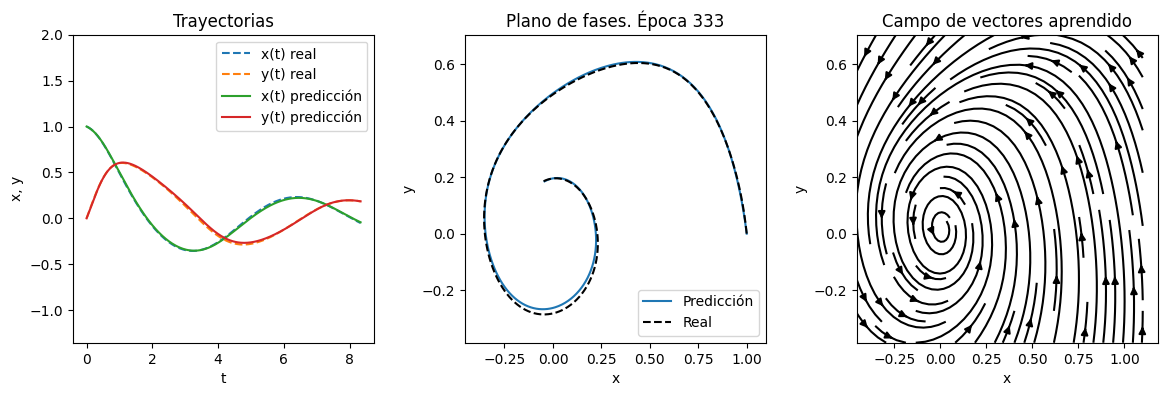 Trayectorias
2.0
1.5
1.0
0.5
0.0
−0.5
−1.0
x, y
0 2 4 6 8
t
x(t) real
y(t) real
x(t) predicción
y(t) predicción
Plano de fases. Época 333
0.6
0.4
0.2
0.0
−0.2
y
−0.25 0.00 0.25 0.50 0.75 1.00
x
Predicción
Real
Campo de vectores aprendido
0.6
0.4
0.2
0.0
−0.2
y
−0.25 0.00 0.25 0.50 0.75 1.00
x